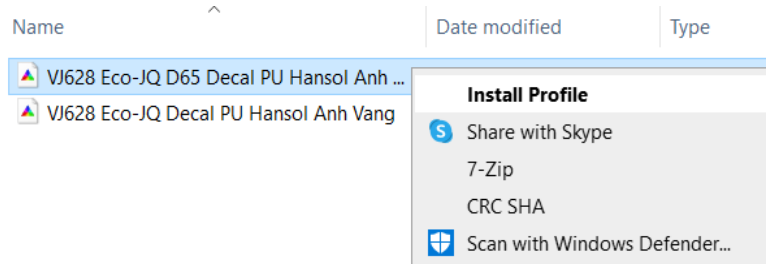 Name Date modified Type
VJ628 Eco-JQ D65 Decal PU Hansol Anh ...
VJ628 Eco-JQ Decal PU Hansol Anh Vang
Install Profile
Share with Skype
7-Zip
CRC SHA
Scan with Windows Defender...